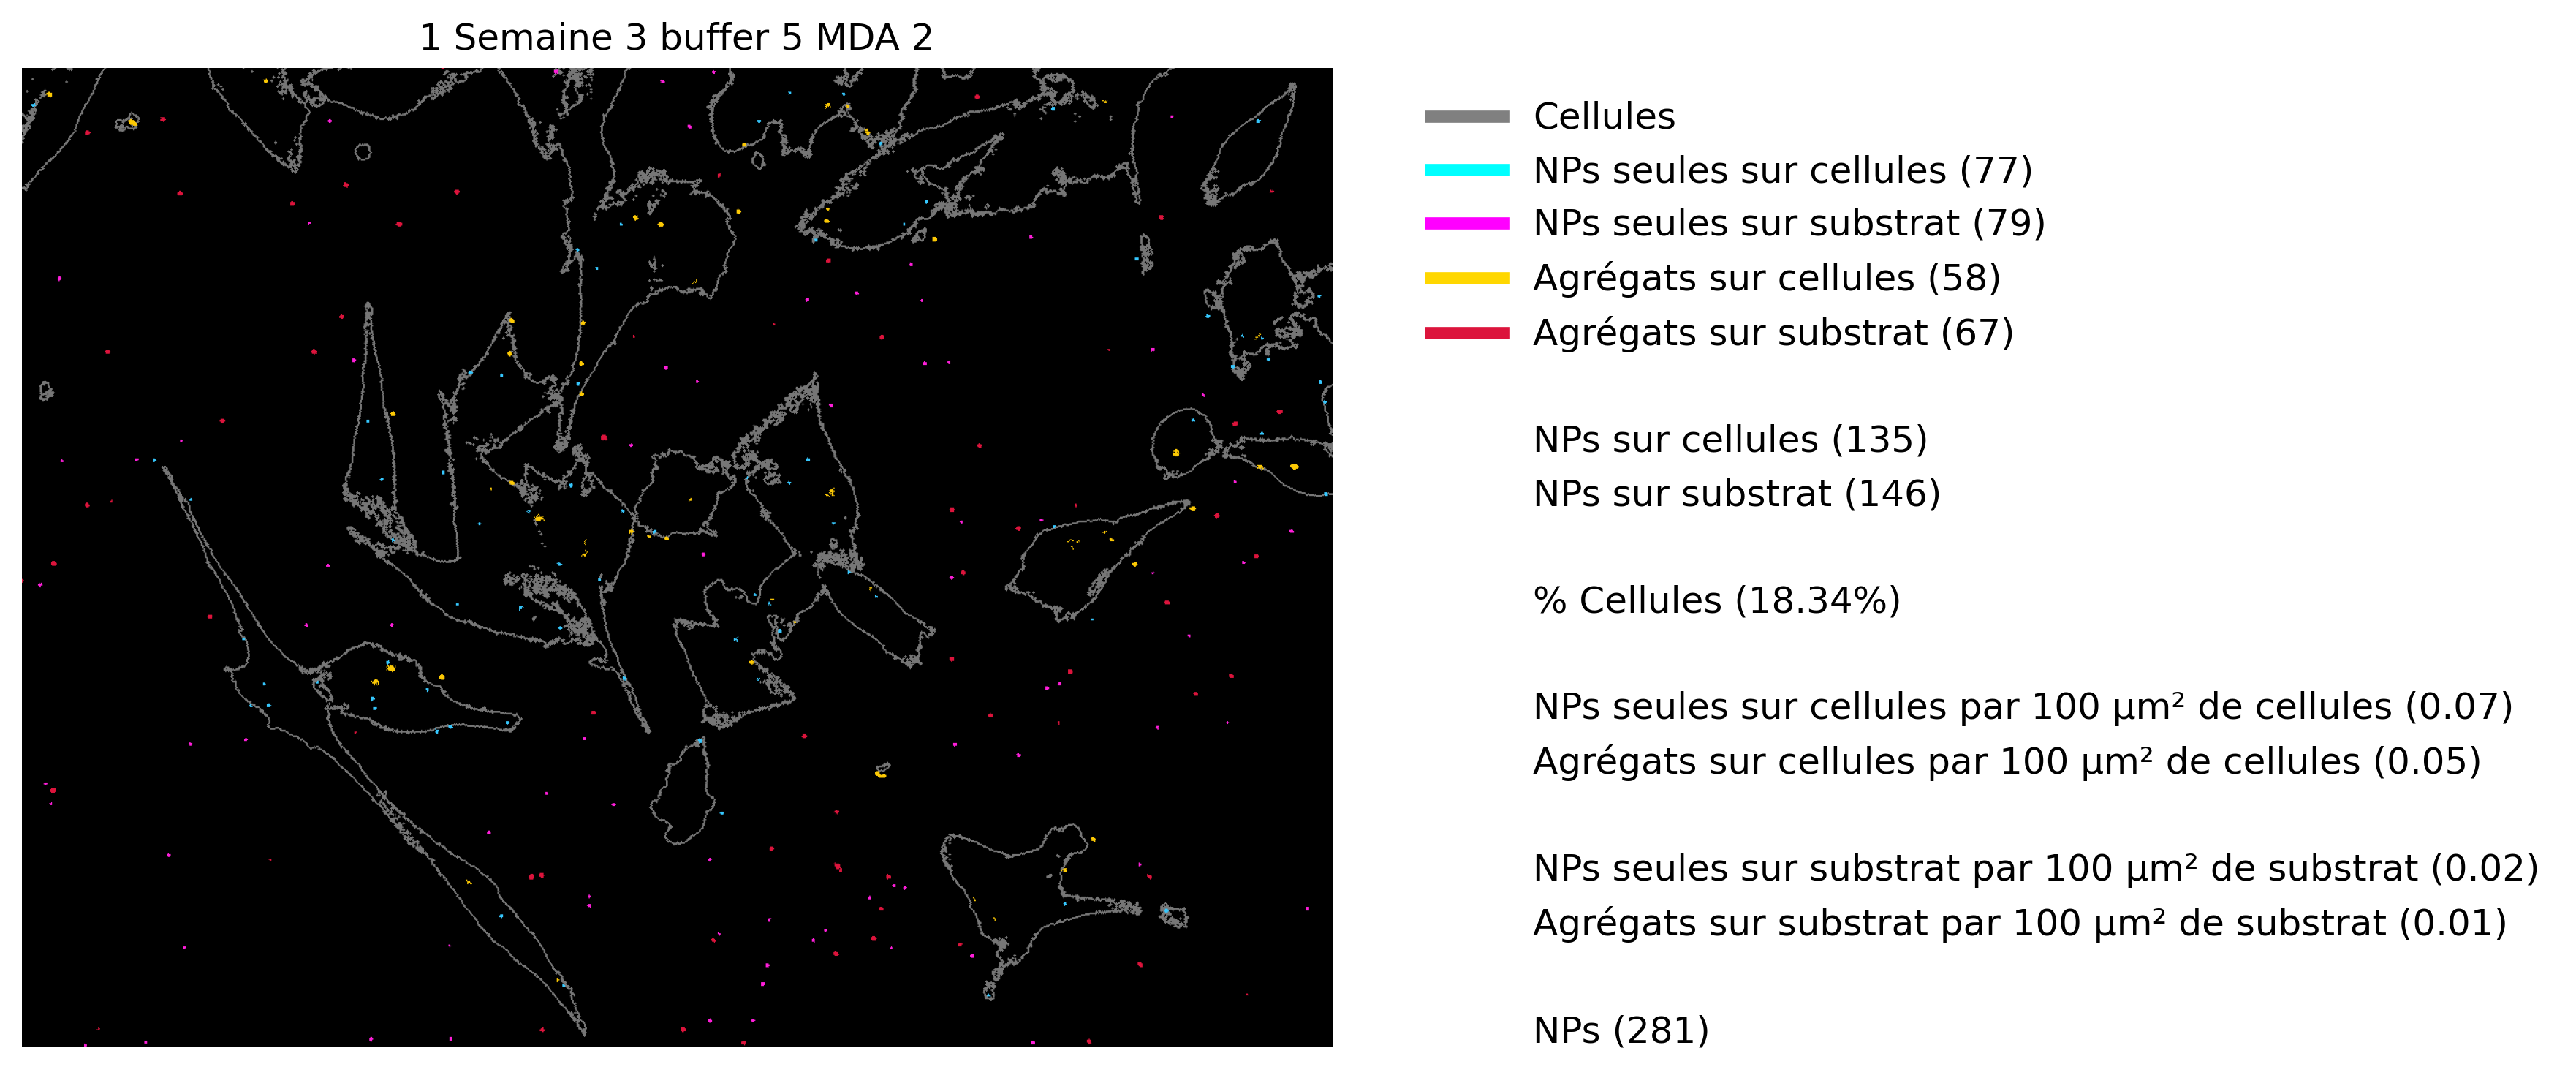 1 Semaine 3 buffer 5 MDA 2
Cellules
NPs seules sur cellules (77)
NPs seules sur substrat (79)
Agrégats sur cellules (58)
Agrégats sur substrat (67)
NPs sur cellules (135)
NPs sur substrat (146)
% Cellules (18.34%)
NPs seules sur cellules par 100 µm² de cellules (0.07)
Agrégats sur cellules par 100 µm² de cellules (0.05)
NPs seules sur substrat par 100 µm² de substrat (0.02)
Agrégats sur substrat par 100 µm² de substrat (0.01)
NPs (281)